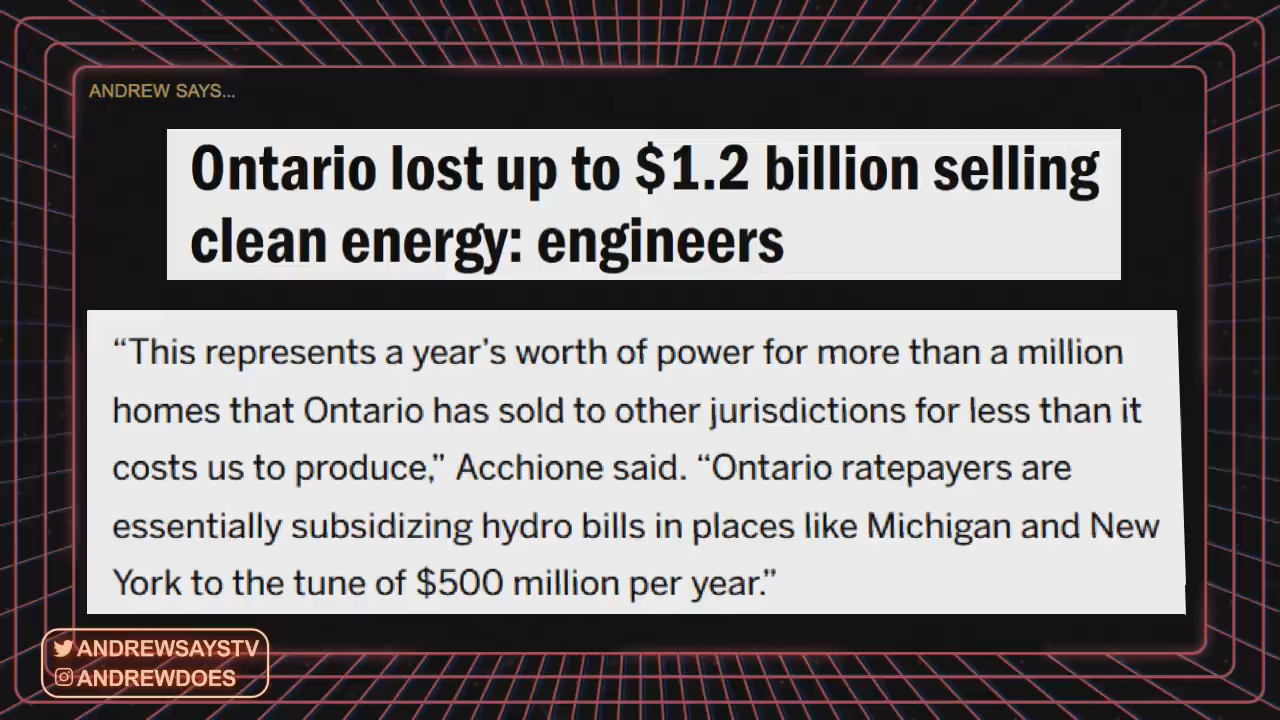 ANDREW SAYS...
Ontario lost up to $1.2 billion selling
clean energy: engineers
“This represents a year’s worth of power for more than a million
homes that Ontario has sold to other jurisdictions for less than it
costs us to produce,” Acchione said. “Ontario ratepayers are
essentially subsidizing hydro bills in places like Michigan and New
York to the tune of $500 million per year.”
ANDREWSAYSTV
ANDREWDOES